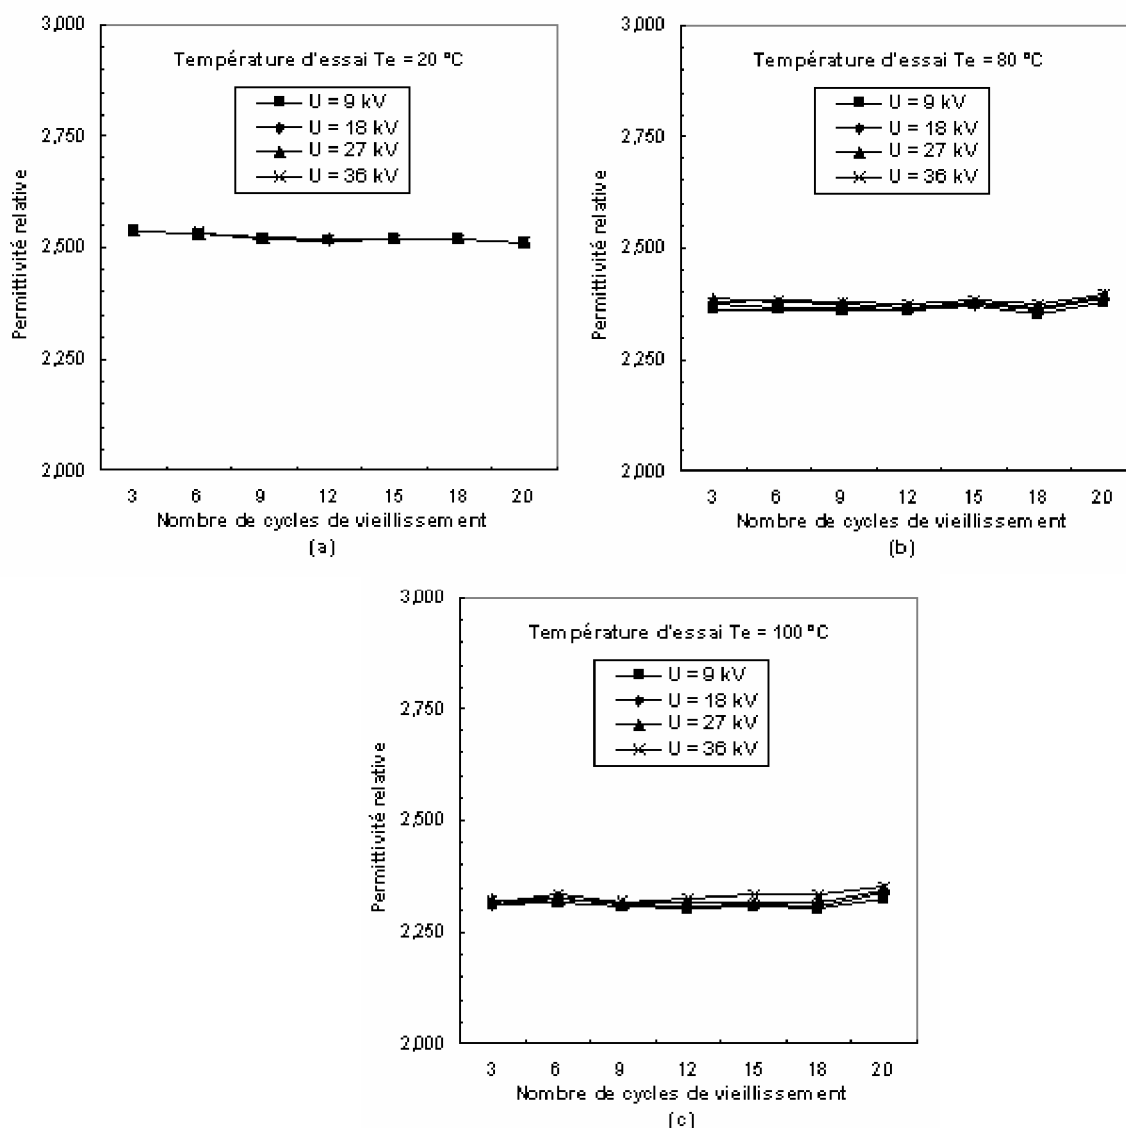 3,000
Température d'essai Te = 20 °C
U = 9 kV
U = 18 kV
U = 27 kV
U = 36 kV
2,750
2,500
2,250
2,000
Permittivité relative
3 6 9 12 15 18 20
Nombre de cycles de vieillissement
(a)
3,000
Température d'essai Te = 80 °C
U = 9 kV
U = 18 kV
U = 27 kV
U = 36 kV
2,750
2,500
2,250
2,000
Permittivité relative
3 6 9 12 15 18 20
Nombre de cycles de vieillissement
(b)
3,000
Température d'essai Te = 100 °C
U = 9 kV
U = 18 kV
U = 27 kV
U = 36 kV
2,750
2,500
2,250
2,000
Permittivité relative
3 6 9 12 15 18 20
Nombre de cycles de vieillissement
(c)